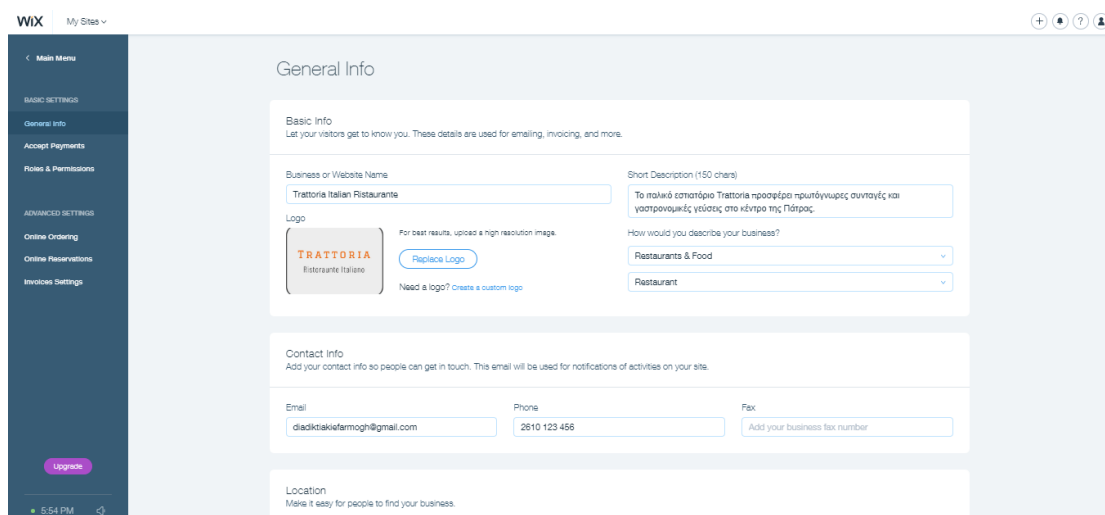 WiX My Sites
?
Main Menu
BASIC SETTINGS
General Info
Accept Payments
Roles & Permissions
ADVANCED SETTINGS
Online Ordering
Online Reservations
Invoices Settings
Upgrade
5:54 PM
General Info
Basic Info
Let your visitors get to know you. These details are used for emailing, invoicing, and more.
Business or Website Name
Trattoria Italian Ristaurante
Logo
TRATTORIA
Ristoraunte Italiano
For best results, upload a high resolution image.
Replace Logo
Need a logo? Create a custom logo
Short Description (150 chars)
Το ιταλικό εστιατόριο Trattoria προσφέρει πρωτόγνωρες συνταγές και
γαστρονομικές γεύσεις στο κέντρο της Πάτρας.
How would you describe your business?
Restaurants & Food
Restaurant
Contact Info
Add your contact info so people can get in touch. This email will be used for notifications of activities on your site.
Email
diadiktiakiefarmogh@gmail.com
Phone
2610 123 456
Fax
Add your business fax number
Location
Make it easy for people to find your business.